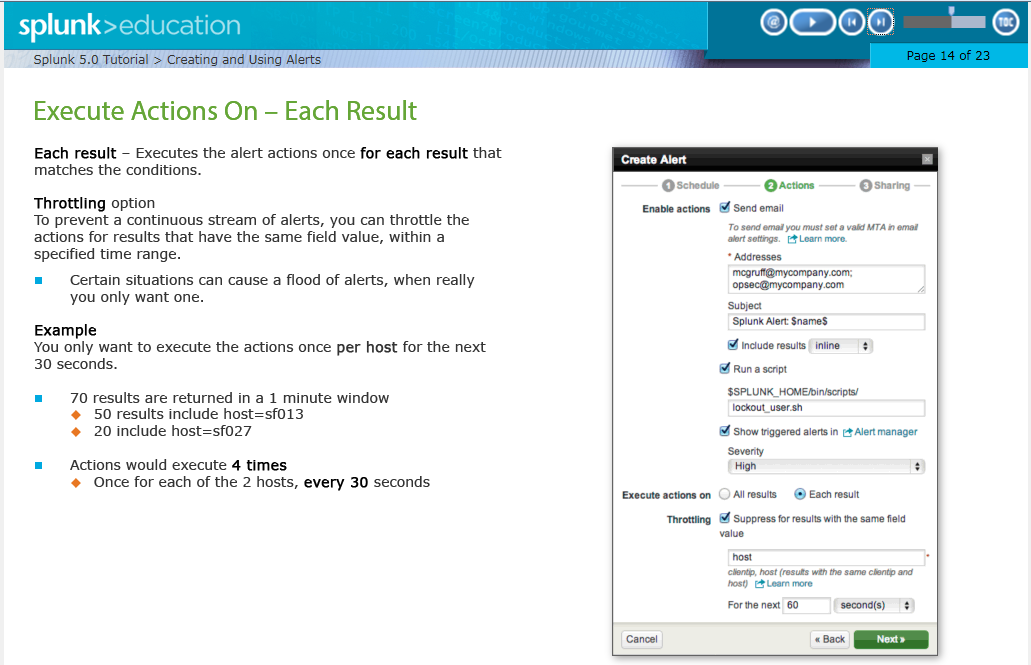 splunk>education
@
TOC
Splunk 5.0 Tutorial > Creating and Using Alerts
Page 14 of 23
Execute Actions On – Each Result
Each result – Executes the alert actions once for each result that
matches the conditions.
Throttling option
To prevent a continuous stream of alerts, you can throttle the
actions for results that have the same field value, within a
specified time range.
Certain situations can cause a flood of alerts, when really
you only want one.
Example
You only want to execute the actions once per host for the next
30 seconds.
70 results are returned in a 1 minute window
50 results include host=sf013
20 include host=sf027
Actions would execute 4 times
Once for each of the 2 hosts, every 30 seconds
Create Alert
1 Schedule 2 Actions 3 Sharing
Enable actions Send email
To send email you must set a valid MTA in email
alert settings. Learn more.
* Addresses
mcgruff@mycompany.com;
opsec@mycompany.com
Subject
Splunk Alert: $name$
Include results inline
Run a script
$SPLUNK_HOME/bin/scripts/
lockout_user.sh
Show triggered alerts in Alert manager
Severity
High
Execute actions on All results Each result
Throttling Suppress for results with the same field
value
host *
clientip, host (results with the same clientip and
host) Learn more
For the next 60 second(s)
Cancel « Back Next »